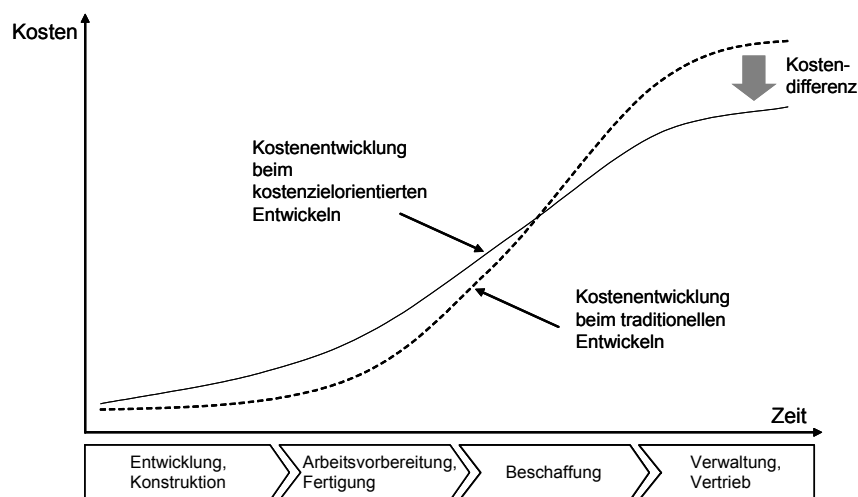 Kosten
Kosten-
differenz
Kostenentwicklung
beim
kostenzielorientierten
Entwickeln
Kostenentwicklung
beim traditionellen
Entwickeln
Zeit
Entwicklung,
Konstruktion
Arbeitsvorbereitung,
Fertigung
Beschaffung
Verwaltung,
Vertrieb